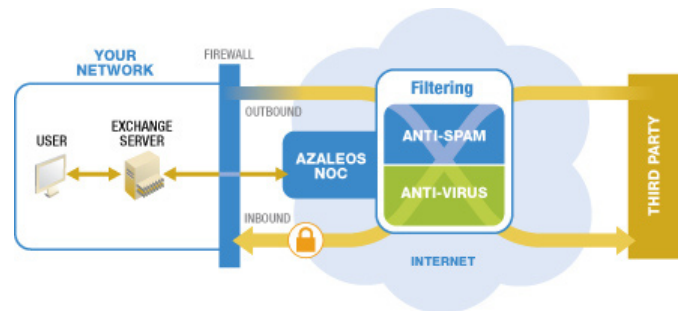 YOUR
NETWORK
FIREWALL
USER
EXCHANGE
SERVER
OUTBOUND
AZALEOS
NOC
INBOUND
Filtering
ANTI-SPAM
ANTI-VIRUS
INTERNET
THIRD PARTY